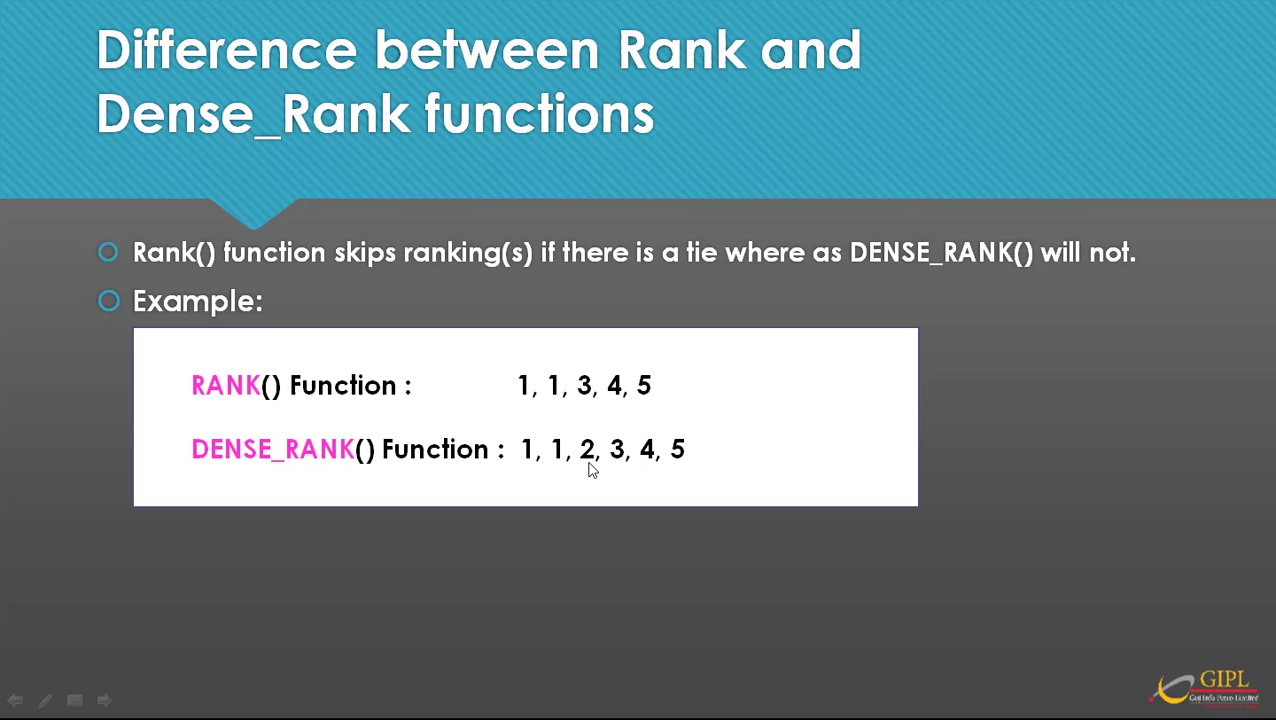 Difference between Rank and
Dense_Rank functions
Rank() function skips ranking(s) if there is a tie where as DENSE_RANK() will not.
Example:
RANK() Function : 1, 1, 3, 4, 5
DENSE_RANK() Function : 1, 1, 2, 3, 4, 5
GIPL